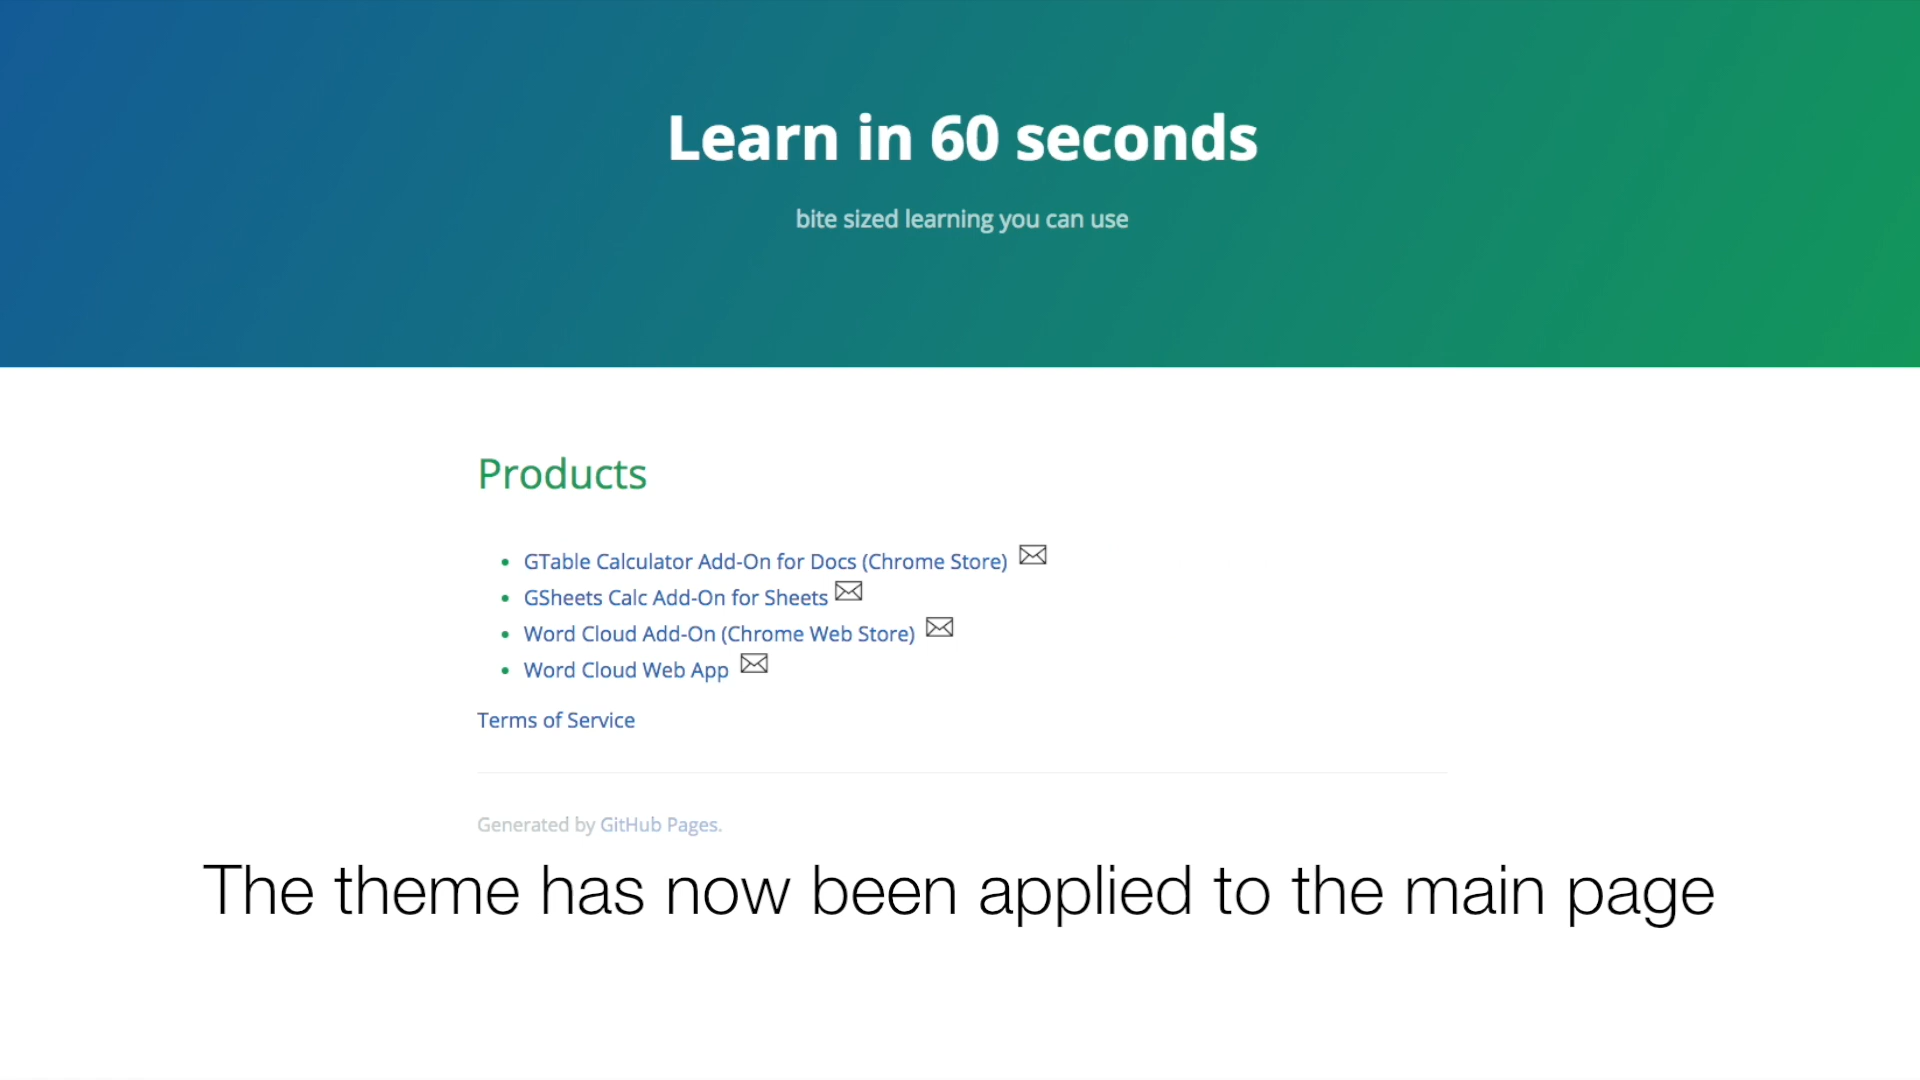 Learn in 60 seconds
bite sized learning you can use
Products
GTable Calculator Add-On for Docs (Chrome Store)
GSheets Calc Add-On for Sheets
Word Cloud Add-On (Chrome Web Store)
Word Cloud Web App
Terms of Service
Generated by GitHub Pages.
The theme has now been applied to the main page